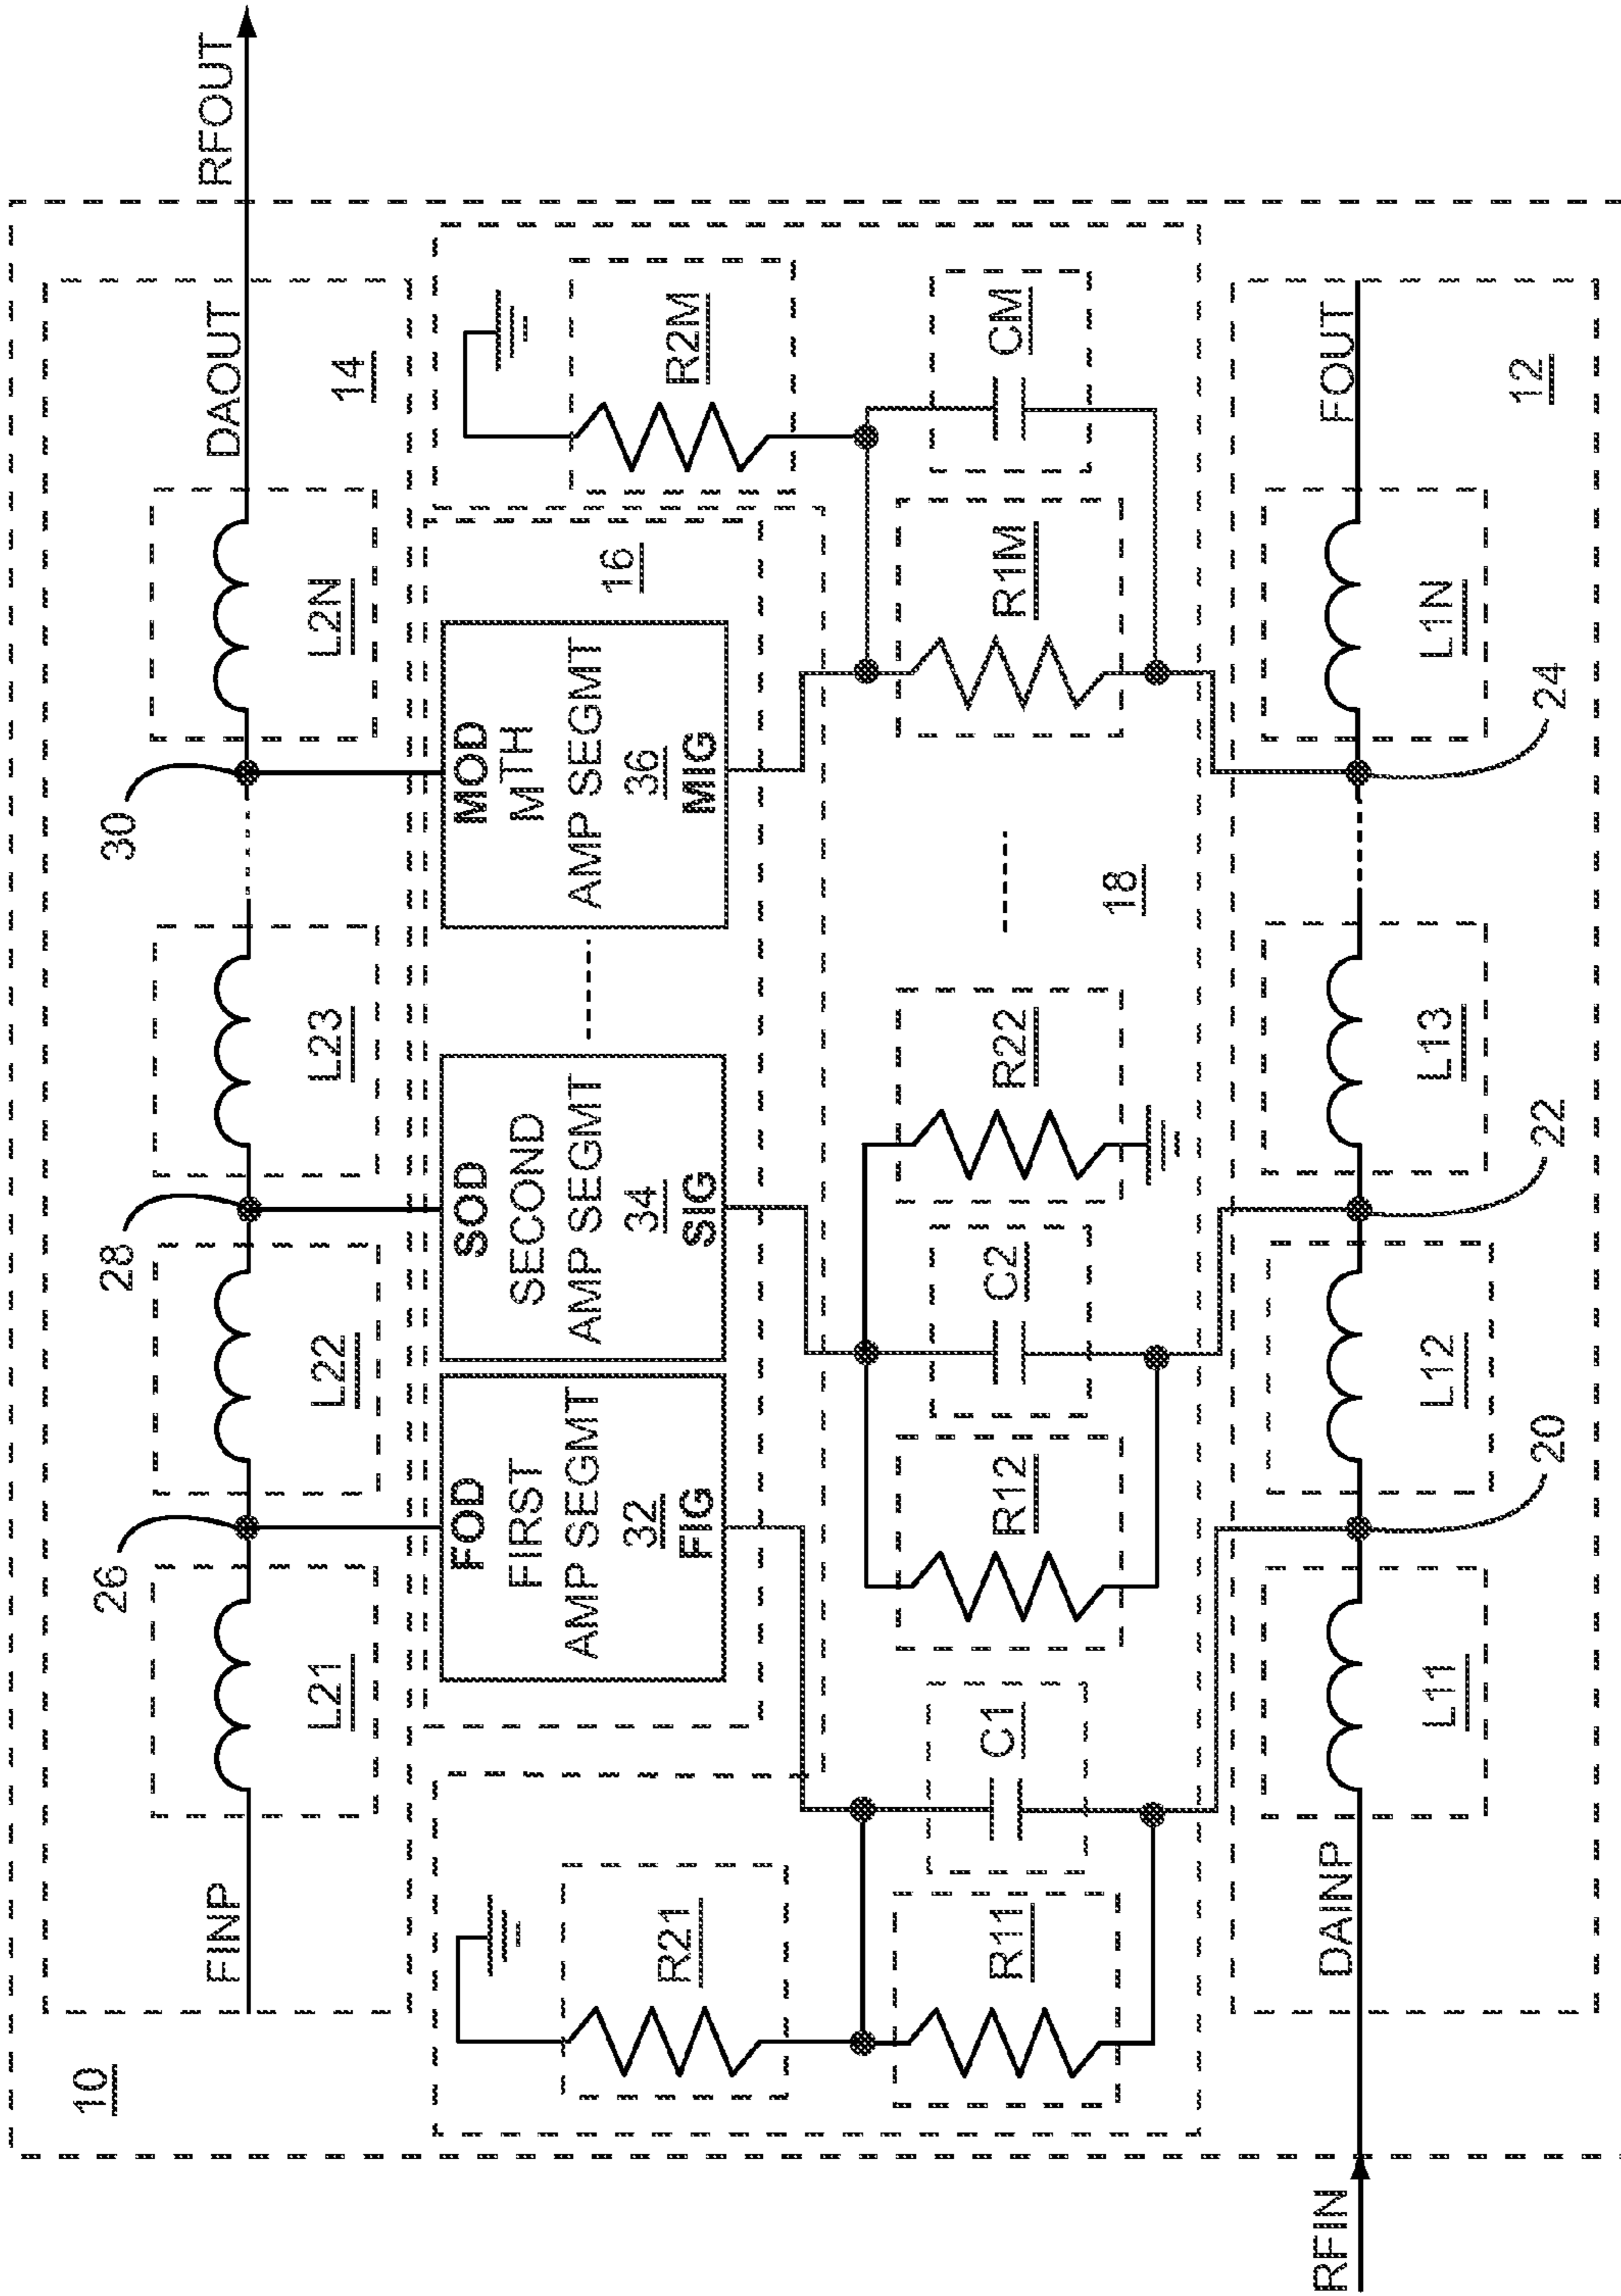 10
FINP
26
28
30
DAOUT
RFOUT
L21
L22
L23
L2N
14
FOD
FIRST
AMP SEGMT
32
FIG
SOD
SECOND
AMP SEGMT
34
SIG
MOD
MTH
AMP SEGMT
36
MIG
16
R21
R2M
R11
C1
R12
C2
R22
R1M
CM
18
RFIN
DAINP
FOUT
L11
L12
L13
L1N
12
20
22
24